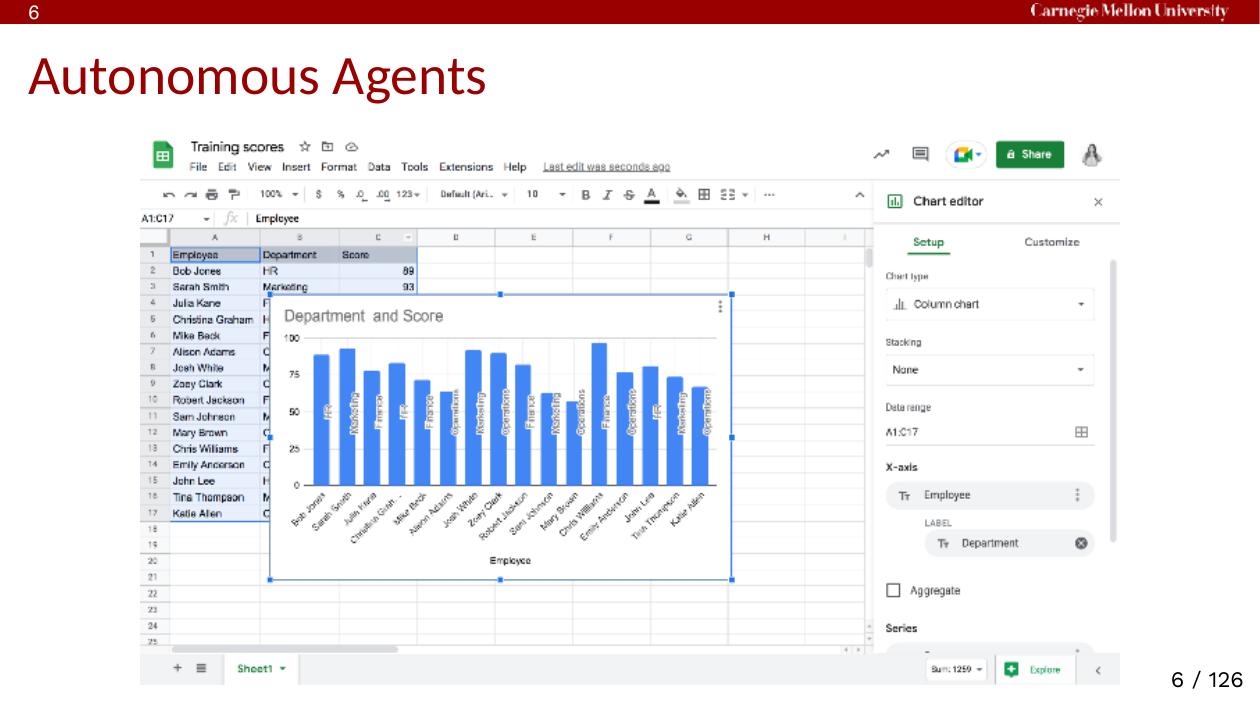 6
Carnegie Mellon University
Autonomous Agents
Training scores
File Edit View Insert Format Data Tools Extensions Help Last edit was seconds ago
Share
100% $ % .0 .00 123 Default (Ari... 10 B I S A ...
A1:C17 fx Employee
A B C D E F G H I
1 Employee Department Score
2 Bob Jones HR 89
3 Sarah Smith Marketing 93
4 Julia Kane F
5 Christina Graham H
6 Mike Beck F
7 Alison Adams O
8 Josh White M
9 Zoey Clark O
10 Robert Jackson F
11 Sam Johnson M
12 Mary Brown O
13 Chris Williams F
14 Emily Anderson O
15 John Lee H
16 Tina Thompson M
17 Katie Allen O
18
19
20
21
22
23
24
25
Department and Score
100
75
50
25
0
HR Marketing Finance HR Finance Operations Marketing Operations Finance Marketing Operations Finance Operations HR Marketing Operations
Bob Jones Sarah Smith Julia Kane Christina Grah... Mike Beck Alison Adams Josh White Zoey Clark Robert Jackson Sam Johnson Mary Brown Chris Williams Emily Anderson John Lee Tina Thompson Katie Allen
Employee
Chart editor
Setup Customize
Chart type
Column chart
Stacking
None
Data range
A1:C17
X-axis
Tт Employee
LABEL
Tт Department
Aggregate
Series
Sheet1
Sum: 1259
Explore
6 / 126